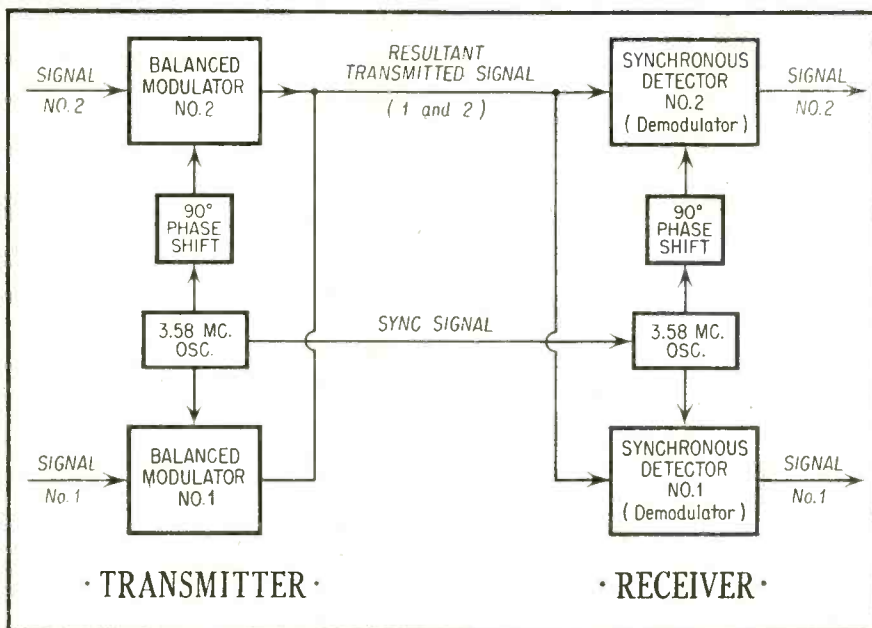 SIGNAL
NO.2
BALANCED
MODULATOR
NO.2
RESULTANT
TRANSMITTED SIGNAL
( 1 and 2 )
SYNCHRONOUS
DETECTOR
NO.2
( Demodulator )
SIGNAL
NO.2
90°
PHASE
SHIFT
90°
PHASE
SHIFT
3.58 MC.
OSC.
SYNC SIGNAL
3.58 MC.
OSC.
SIGNAL
No.1
BALANCED
MODULATOR
NO.1
SYNCHRONOUS
DETECTOR
NO.1
( Demodulator )
SIGNAL
No.1
· TRANSMITTER ·
· RECEIVER ·